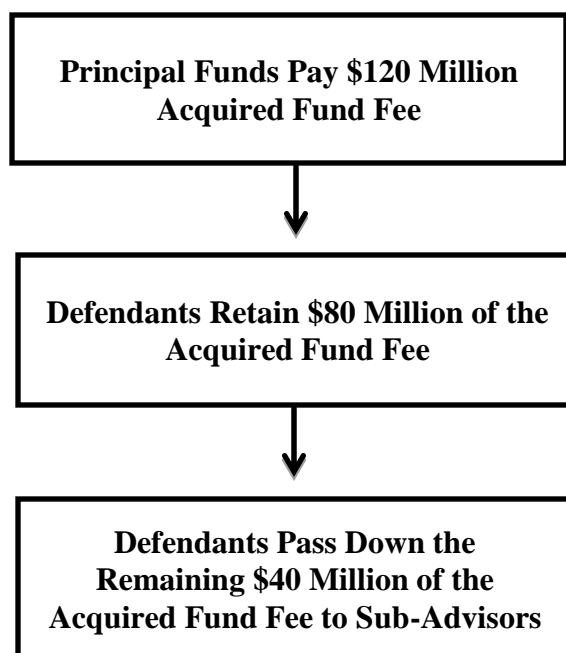 Principal Funds Pay $120 Million
Acquired Fund Fee
Defendants Retain $80 Million of the
Acquired Fund Fee
Defendants Pass Down the
Remaining $40 Million of the
Acquired Fund Fee to Sub-Advisors